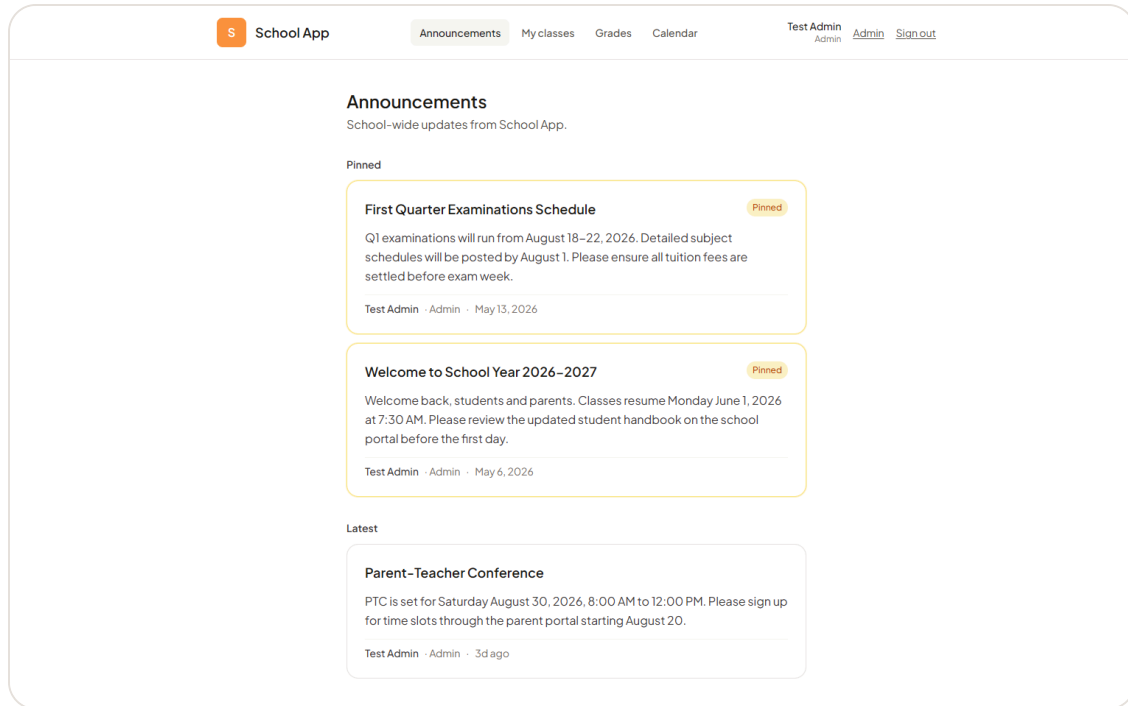 S
School App
Announcements
My classes
Grades
Calendar
Test Admin
Admin
Admin
Sign out
Announcements
School-wide updates from School App.
Pinned
First Quarter Examinations Schedule
Pinned
Q1 examinations will run from August 18–22, 2026. Detailed subject
schedules will be posted by August 1. Please ensure all tuition fees are
settled before exam week.
Test Admin · Admin · May 13, 2026
Welcome to School Year 2026–2027
Pinned
Welcome back, students and parents. Classes resume Monday June 1, 2026
at 7:30 AM. Please review the updated student handbook on the school
portal before the first day.
Test Admin · Admin · May 6, 2026
Latest
Parent-Teacher Conference
PTC is set for Saturday August 30, 2026, 8:00 AM to 12:00 PM. Please sign up
for time slots through the parent portal starting August 20.
Test Admin · Admin · 3d ago